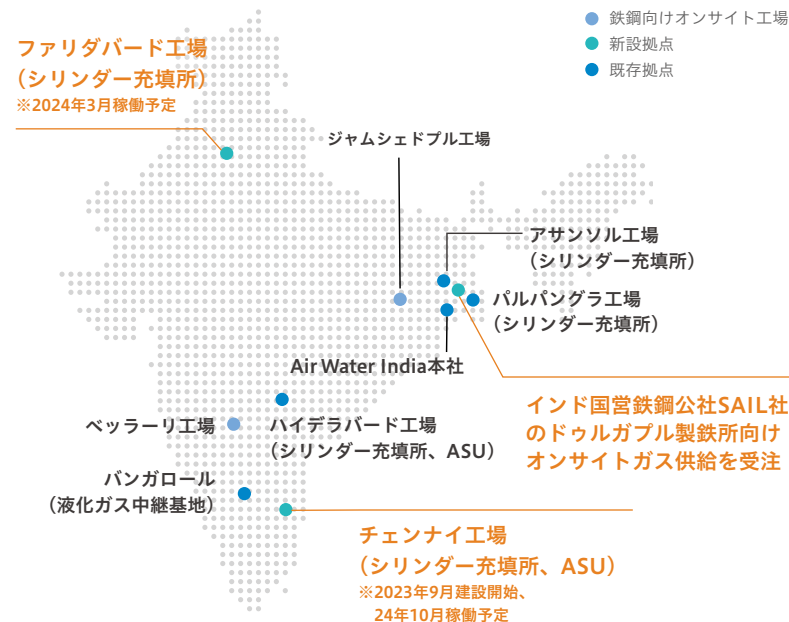 鉄鋼向けオンサイト工場
新設拠点
既存拠点
ファリダバード工場
（シリンダー充填所）
※2024年3月稼働予定
ジャムシェドプル工場
アサンソル工場
（シリンダー充填所）
パルパングラ工場
（シリンダー充填所）
Air Water India本社
インド国営鉄鋼公社SAIL社
のドゥルガプル製鉄所向け
オンサイトガス供給を受注
ベッラーリ工場
ハイデラバード工場
（シリンダー充填所、ASU）
バンガロール
（液化ガス中継基地）
チェンナイ工場
（シリンダー充填所、ASU）
※2023年9月建設開始、
24年10月稼働予定